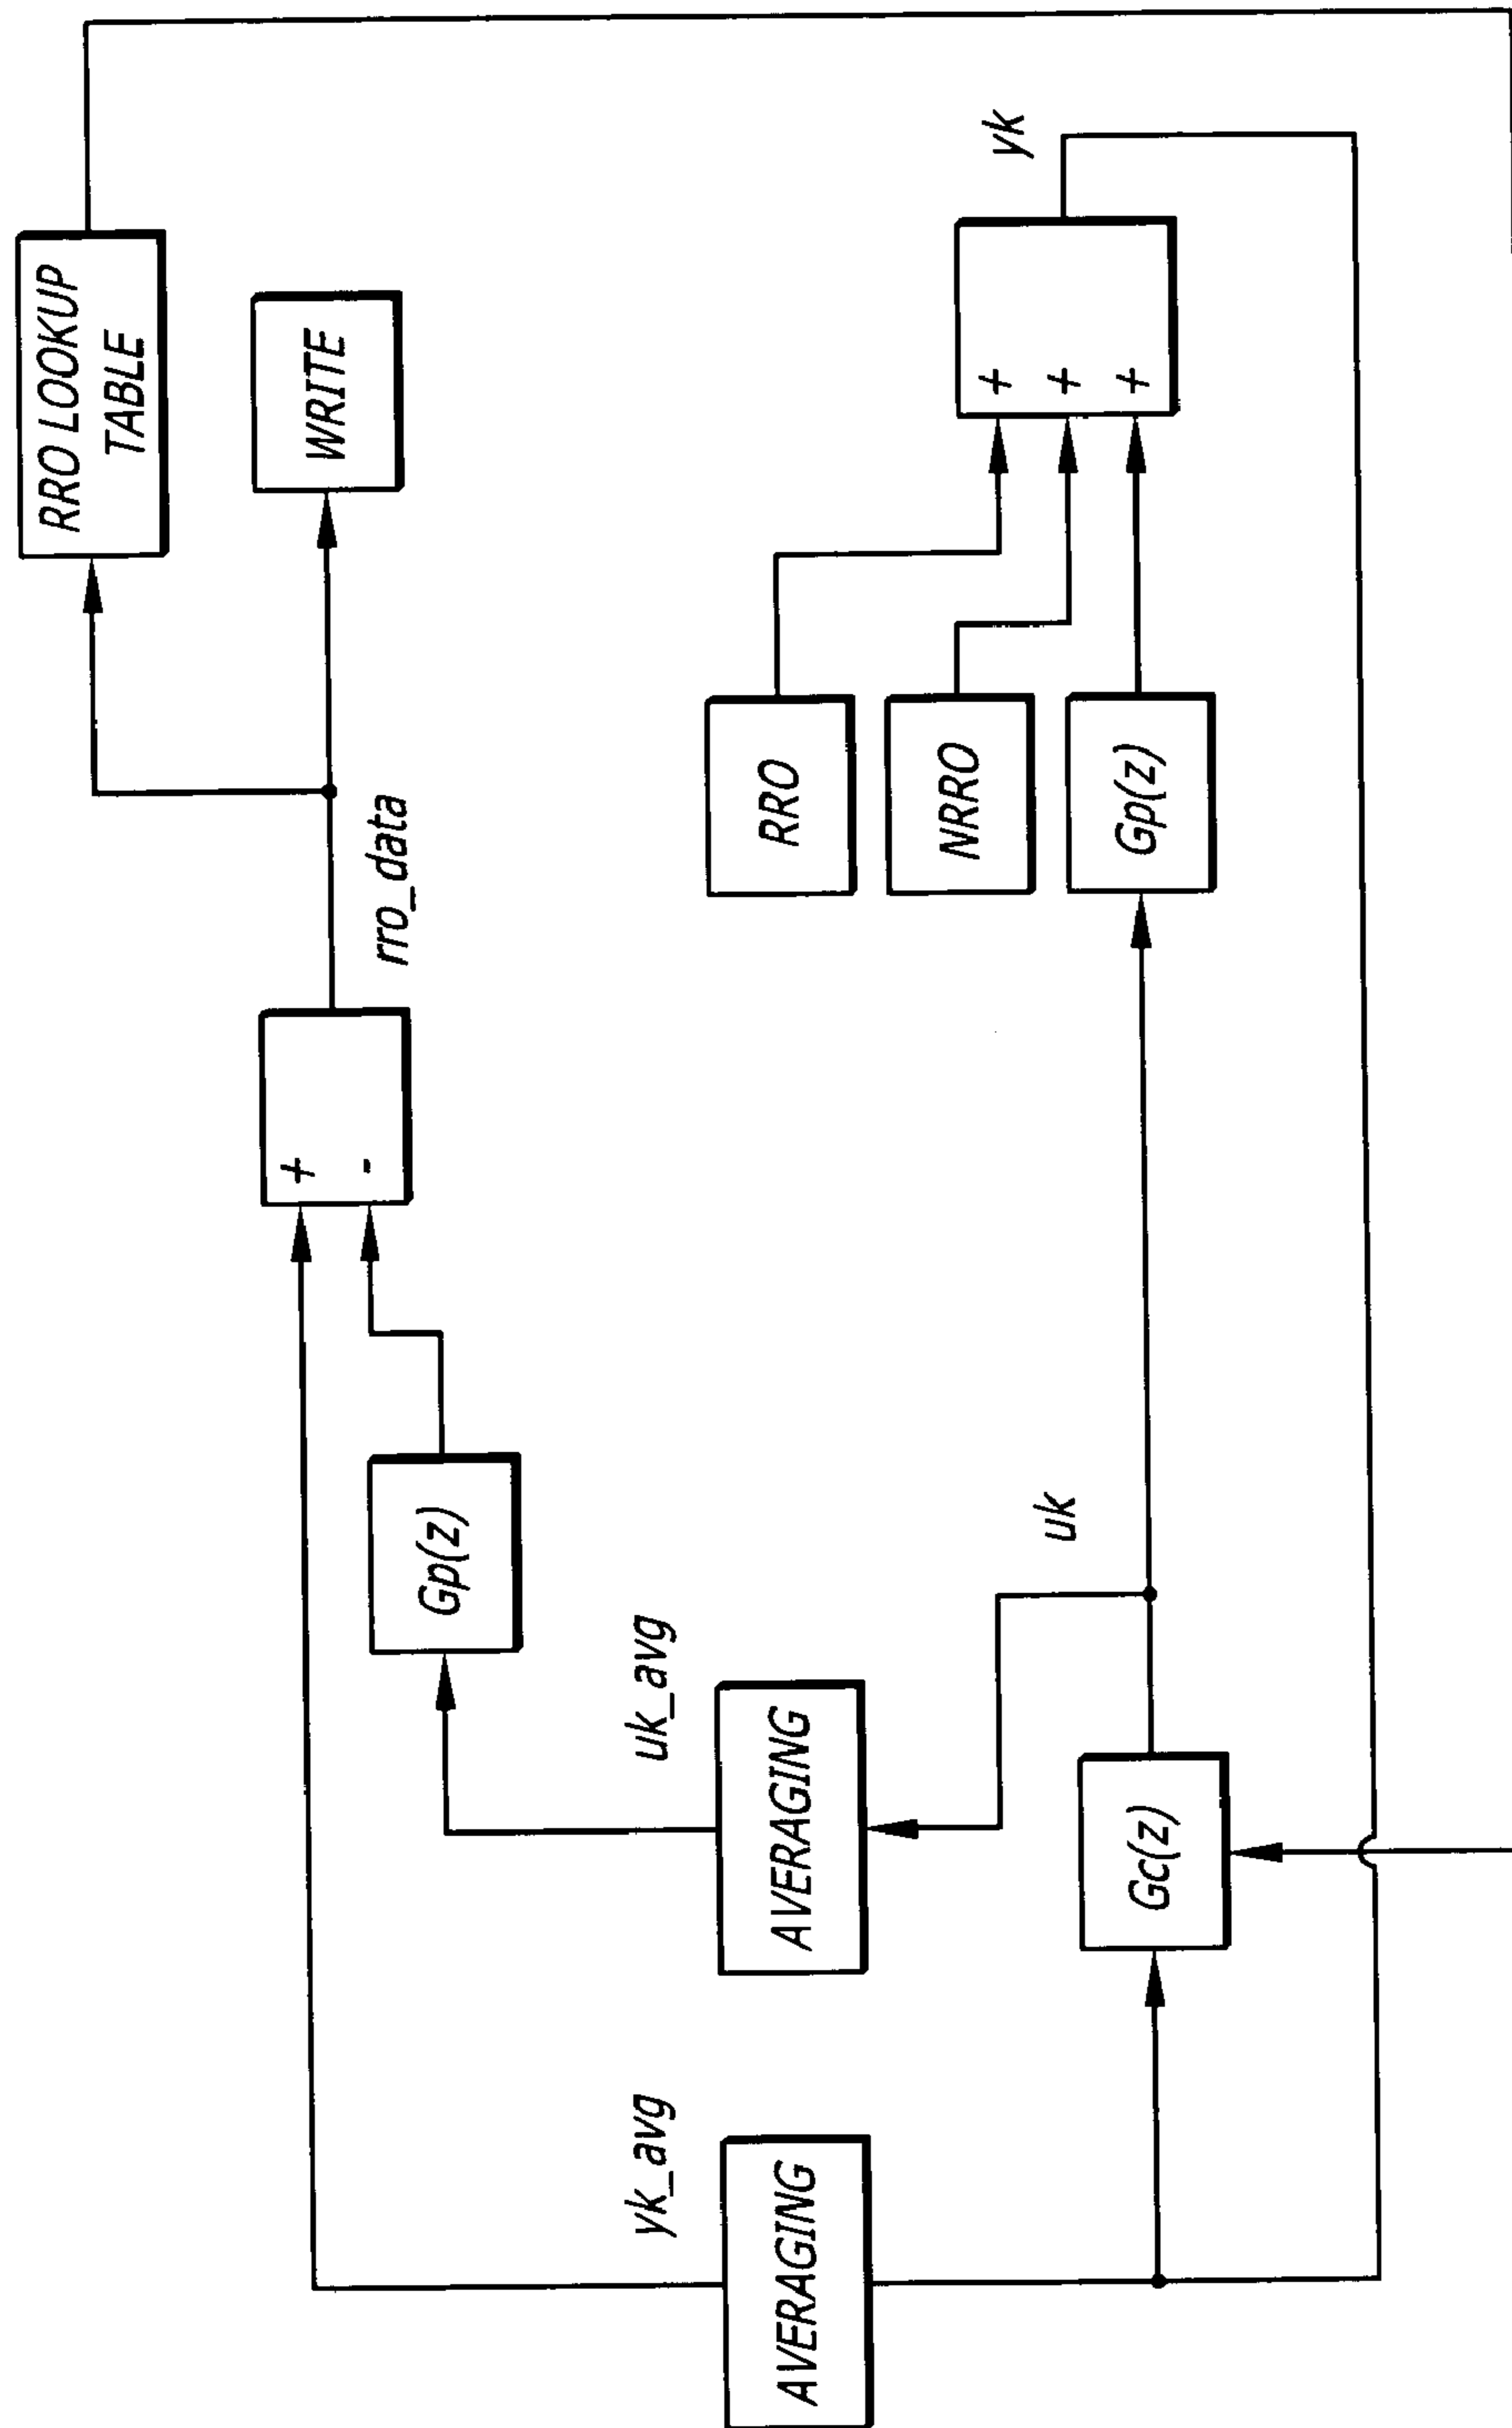 RRO LOOKUP
TABLE
WRITE
rro_data
+
-
Gp(z)
yk_avg
uk_avg
AVERAGING
AVERAGING
RRO
NRRO
Gp(z)
+
+
+
yk
uk
Gc(z)